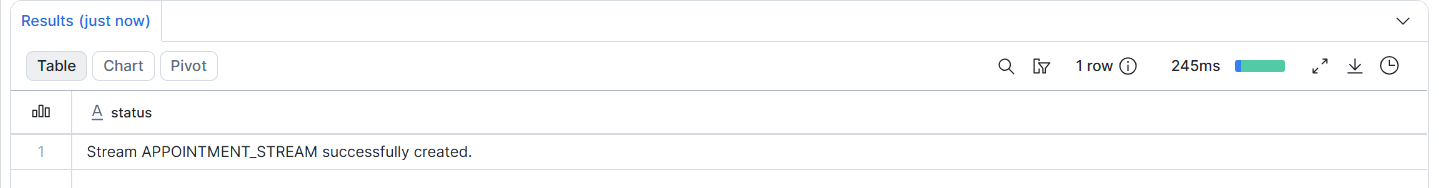 Results (just now)
Table Chart Pivot 1 row 245ms
A status
1 Stream APPOINTMENT_STREAM successfully created.